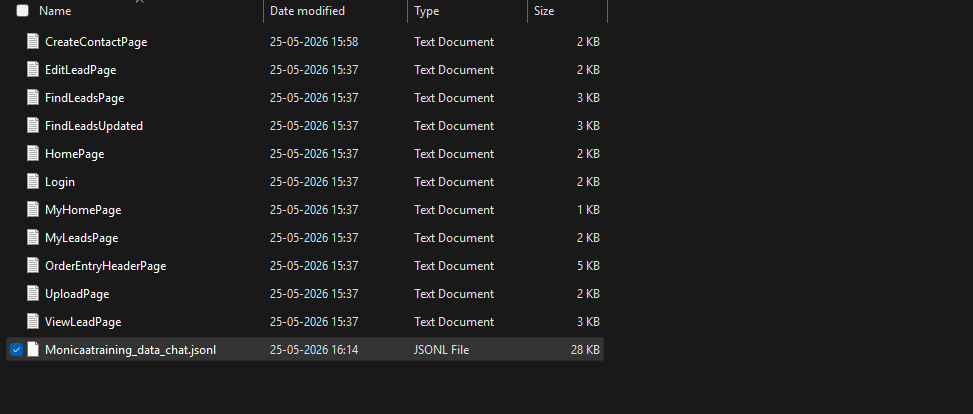 Name Date modified Type Size
CreateContactPage 25-05-2026 15:58 Text Document 2 KB
EditLeadPage 25-05-2026 15:37 Text Document 2 KB
FindLeadsPage 25-05-2026 15:37 Text Document 3 KB
FindLeadsUpdated 25-05-2026 15:37 Text Document 3 KB
HomePage 25-05-2026 15:37 Text Document 2 KB
Login 25-05-2026 15:37 Text Document 2 KB
MyHomePage 25-05-2026 15:37 Text Document 1 KB
MyLeadsPage 25-05-2026 15:37 Text Document 2 KB
OrderEntryHeaderPage 25-05-2026 15:37 Text Document 5 KB
UploadPage 25-05-2026 15:37 Text Document 2 KB
ViewLeadPage 25-05-2026 15:37 Text Document 3 KB
Monicaatraining_data_chat.jsonl 25-05-2026 16:14 JSONL File 28 KB